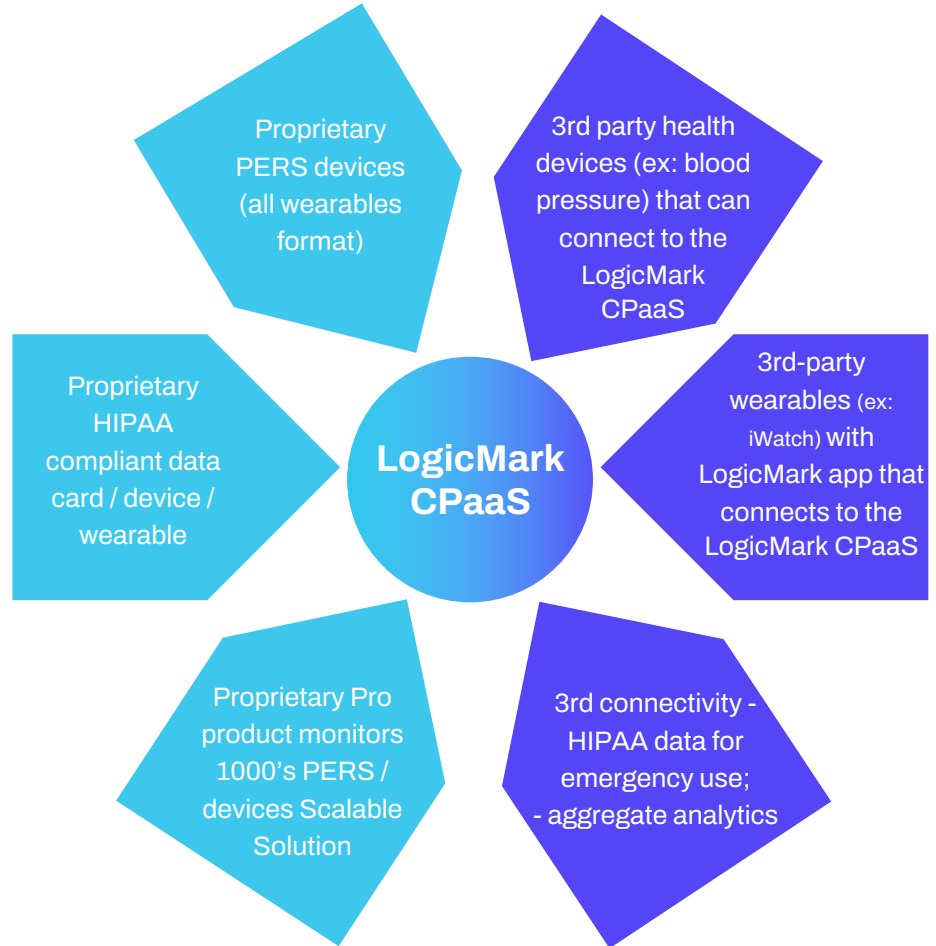 Proprietary
PERS devices
(all wearables
format)
3rd party health
devices (ex: blood
pressure) that can
connect to the
LogicMark
CPaaS
Proprietary
HIPAA
compliant data
card / device /
wearable
LogicMark
CPaaS
3rd-party
wearables (ex:
iWatch) with
LogicMark app that
connects to the
LogicMark CPaaS
Proprietary Pro
product monitors
1000’s PERS /
devices Scalable
Solution
3rd connectivity -
HIPAA data for
emergency use;
- aggregate analytics